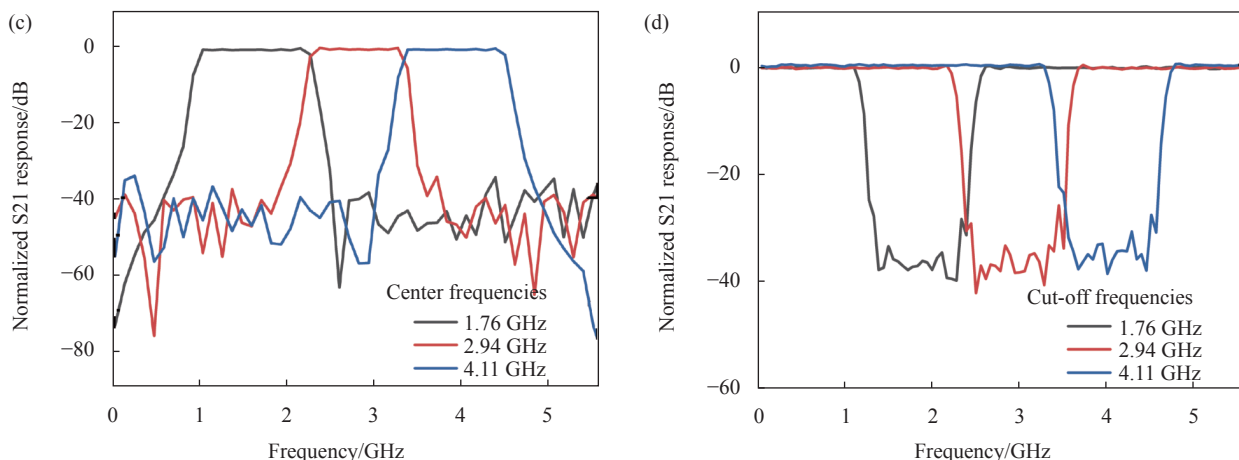 (c)
Normalized S21 response/dB
0
−20
−40
−60
−80
Center frequencies
1.76 GHz
2.94 GHz
4.11 GHz
0 1 2 3 4 5
Frequency/GHz
(d)
Normalized S21 response/dB
0
−20
−40
−60
Cut-off frequencies
1.76 GHz
2.94 GHz
4.11 GHz
0 1 2 3 4 5
Frequency/GHz